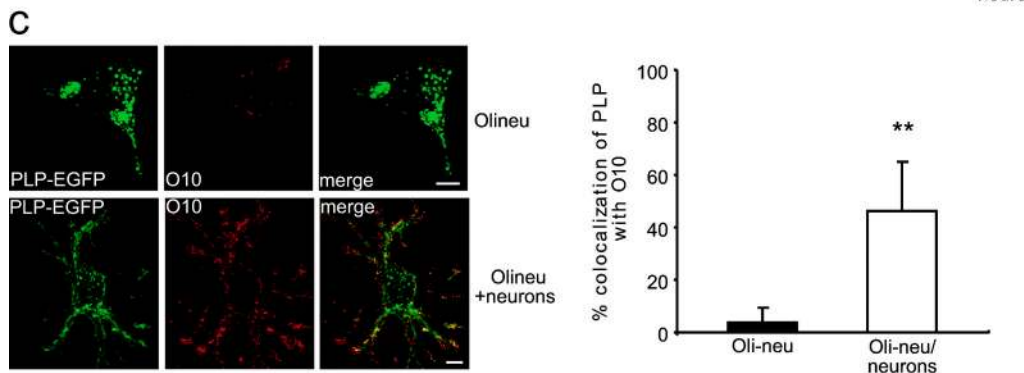 C
PLP-EGFP
O10
merge
Olineu
PLP-EGFP
O10
merge
Olineu
+neurons
% colocalization of PLP
with O10
100
80
60
40
20
0
**
Oli-neu
Oli-neu/
neurons